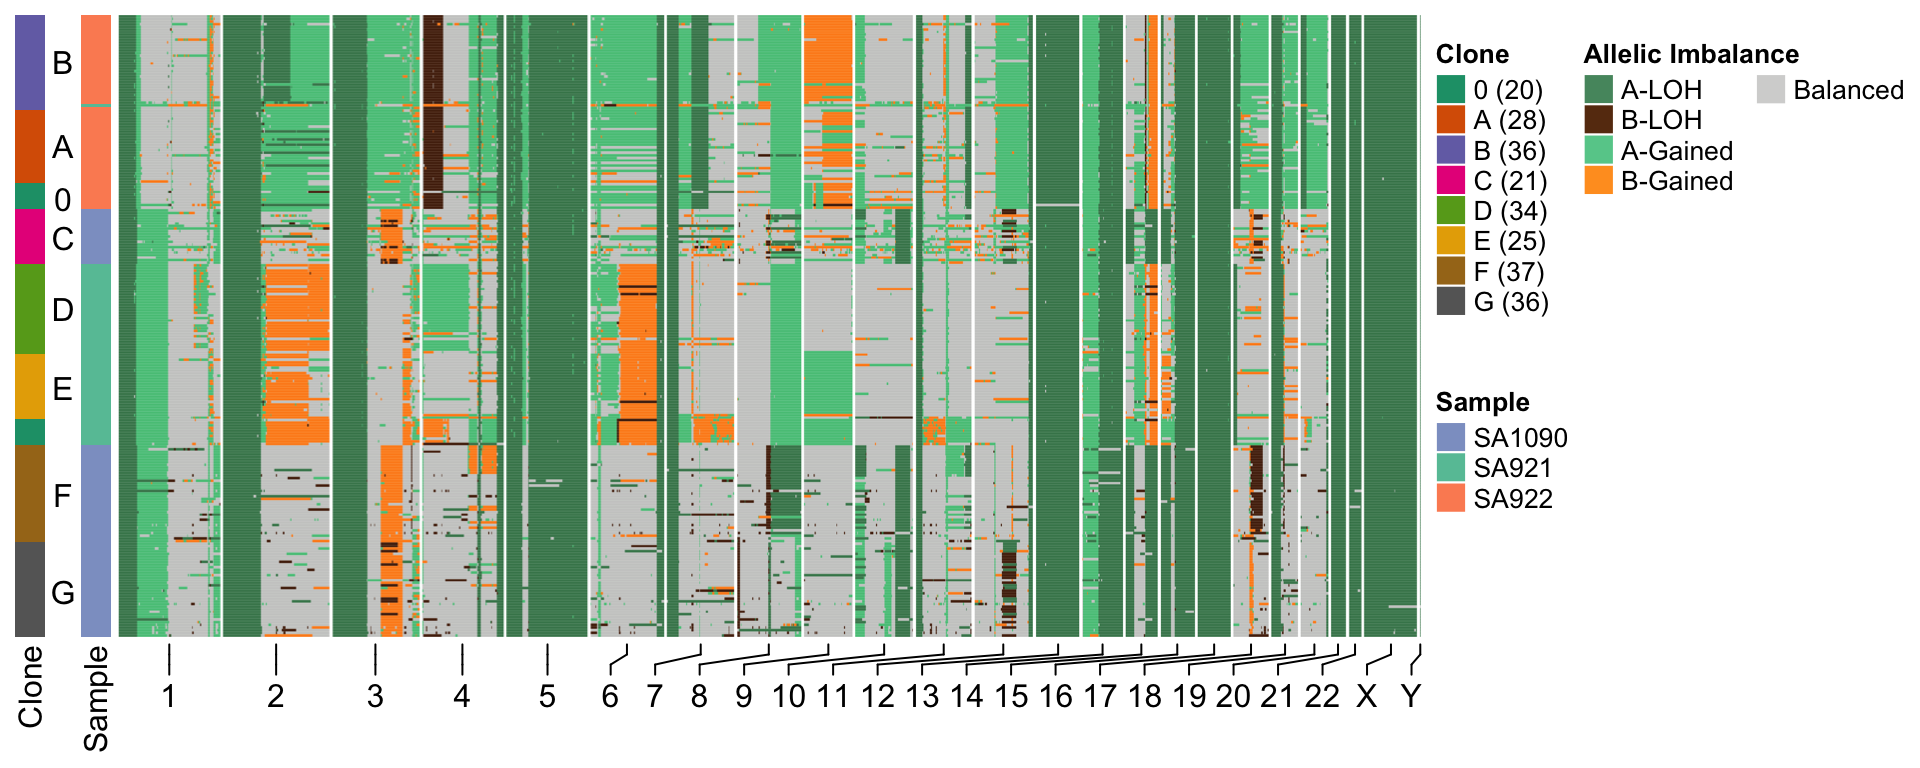 B
A
0
C
D
E
F
G
Clone
Sample
1 2 3 4 5 6 7 8 9 10 11 12 13 14 15 16 17 18 19 20 21 22 X Y
Clone
0 (20)
A (28)
B (36)
C (21)
D (34)
E (25)
F (37)
G (36)
Allelic Imbalance
A-LOH
B-LOH
A-Gained
B-Gained
Balanced
Sample
SA1090
SA921
SA922